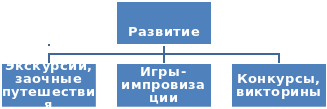 Развитие
Экскурсии,
заочные
путешестви
я
Игры-
импровиза
ции
Конкурсы,
викторины